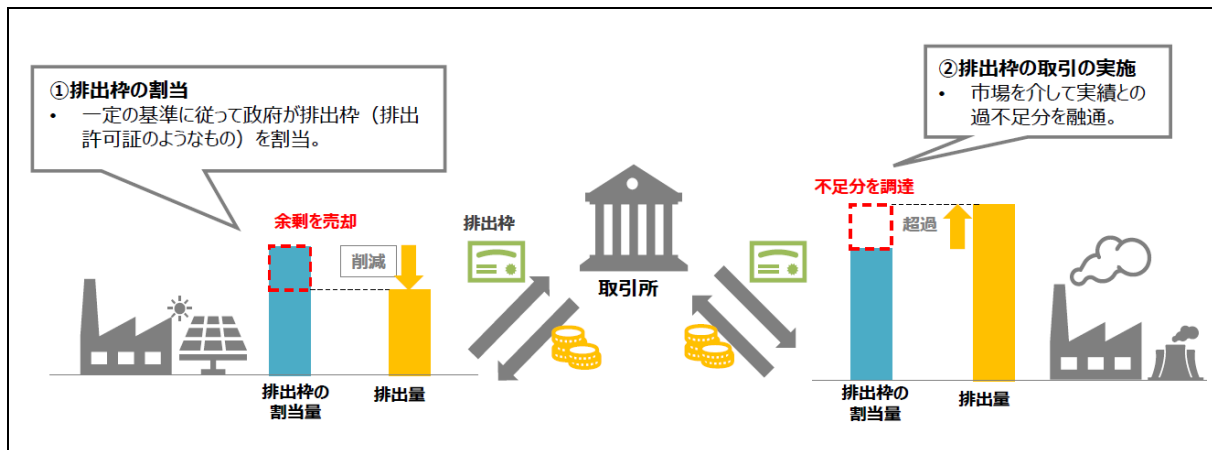 ①排出枠の割当
• 一定の基準に従って政府が排出枠（排出
許可証のようなもの）を割当。
②排出枠の取引の実施
• 市場を介して実績との
過不足分を融通。
余剰を売却
削減
排出枠
取引所
不足分を調達
超過
排出枠の
割当量
排出量
排出枠の
割当量
排出量